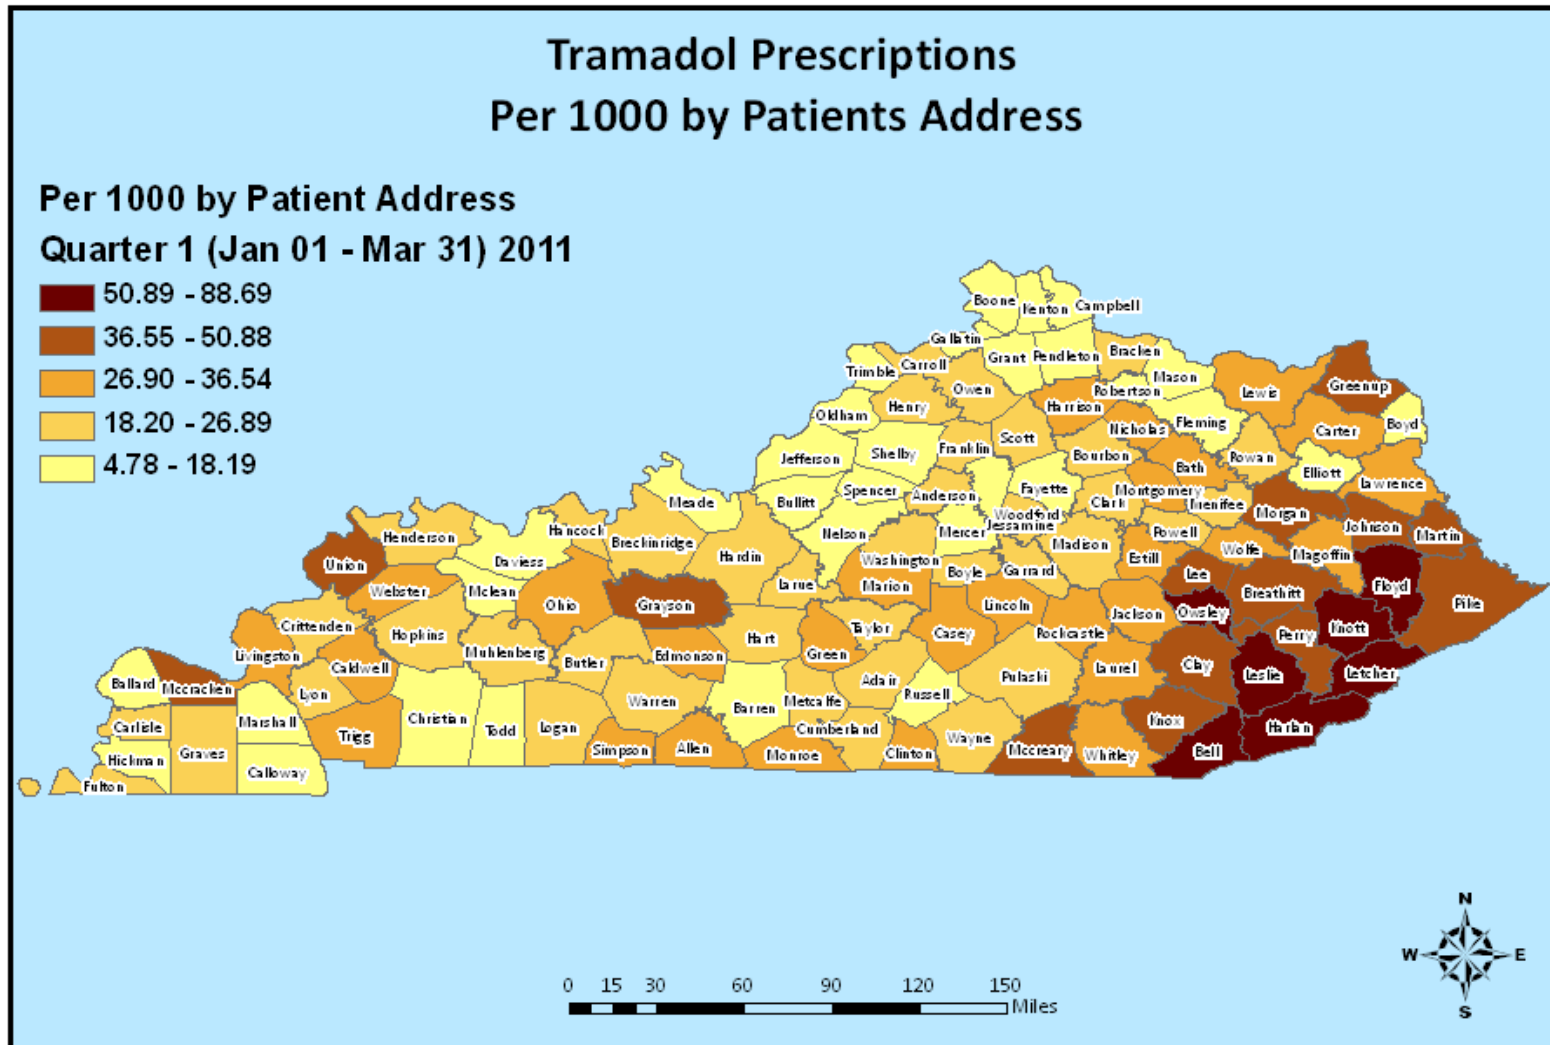 Tramadol Prescriptions
Per 1000 by Patients Address
Per 1000 by Patient Address
Quarter 1 (Jan 01 - Mar 31) 2011
50.89 - 88.69
36.55 - 50.88
26.90 - 36.54
18.20 - 26.89
4.78 - 18.19
Boone
Kenton
Campbell
Gallatin
Grant
Pendleton
Bracken
Trimble
Carroll
Owen
Mason
Robertson
Lewis
Greenup
Oldham
Henry
Harrison
Fleming
Boyd
Carter
Jefferson
Shelby
Franklin
Scott
Nicholas
Bourbon
Bath
Rowan
Elliott
Lawrence
Meade
Bullitt
Spencer
Anderson
Fayette
Woodford
Jessamine
Clark
Montgomery
Menifee
Morgan
Johnson
Martin
Henderson
Hancock
Breckinridge
Nelson
Mercer
Washington
Madison
Powell
Estill
Wolfe
Magoffin
Union
Daviess
Hardin
Webster
Mclean
Ohio
Grayson
Larue
Marion
Boyle
Garrard
Lee
Breathitt
Floyd
Pike
Owsley
Crittenden
Hopkins
Muhlenberg
Butler
Edmonson
Hart
Green
Taylor
Casey
Lincoln
Rockcastle
Jackson
Clay
Perry
Knott
Letcher
Leslie
Livingston
Caldwell
Lyon
Ballard
Mccracken
Warren
Barren
Metcalfe
Adair
Russell
Pulaski
Laurel
Carlisle
Graves
Marshall
Trigg
Christian
Todd
Logan
Simpson
Allen
Monroe
Cumberland
Clinton
Wayne
Mccreary
Whitley
Knox
Bell
Harlan
Hickman
Fulton
Calloway
N
W
E
S
0 15 30 60 90 120 150
Miles